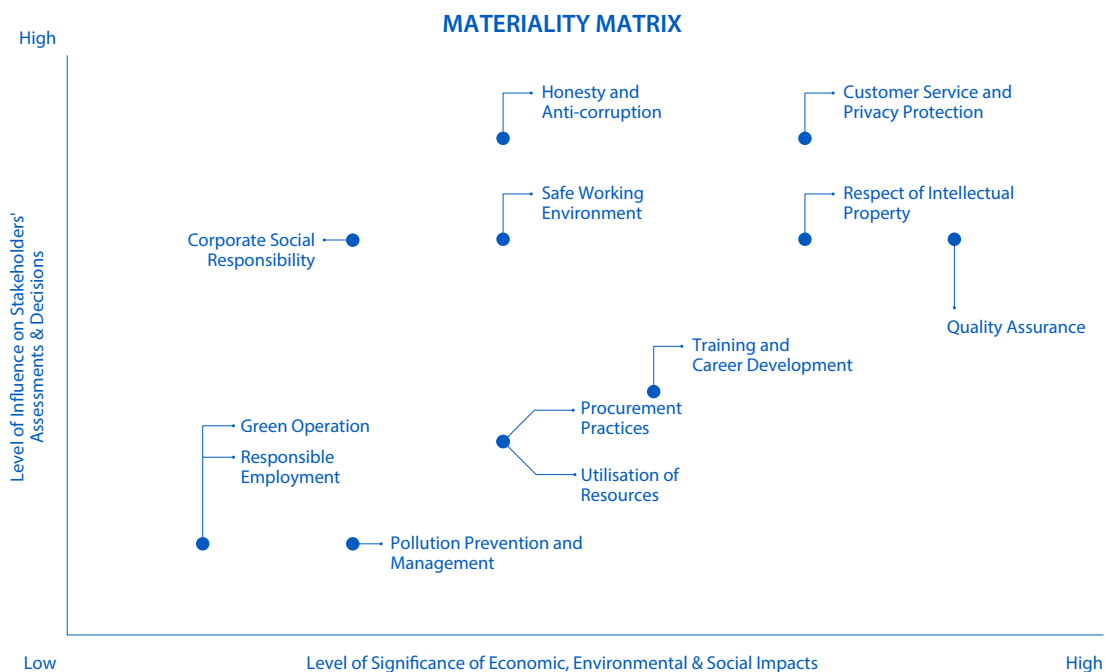 MATERIALITY MATRIX
High
Honesty and
Anti-corruption
Customer Service and
Privacy Protection
Safe Working
Environment
Respect of Intellectual
Property
Corporate Social
Responsibility
Quality Assurance
Training and
Career Development
Procurement
Practices
Green Operation
Responsible
Employment
Utilisation of
Resources
Pollution Prevention and
Management
Level of Influence on Stakeholders'
Assessments & Decisions
Low
Level of Significance of Economic, Environmental & Social Impacts
High